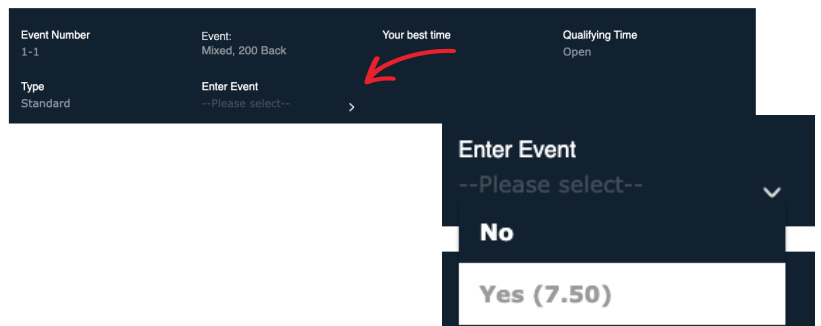 Event Number
1-1
Event:
Mixed, 200 Back
Your best time
Qualifying Time
Open
Type
Standard
Enter Event
--Please select--
Enter Event
--Please select--
No
Yes (7.50)